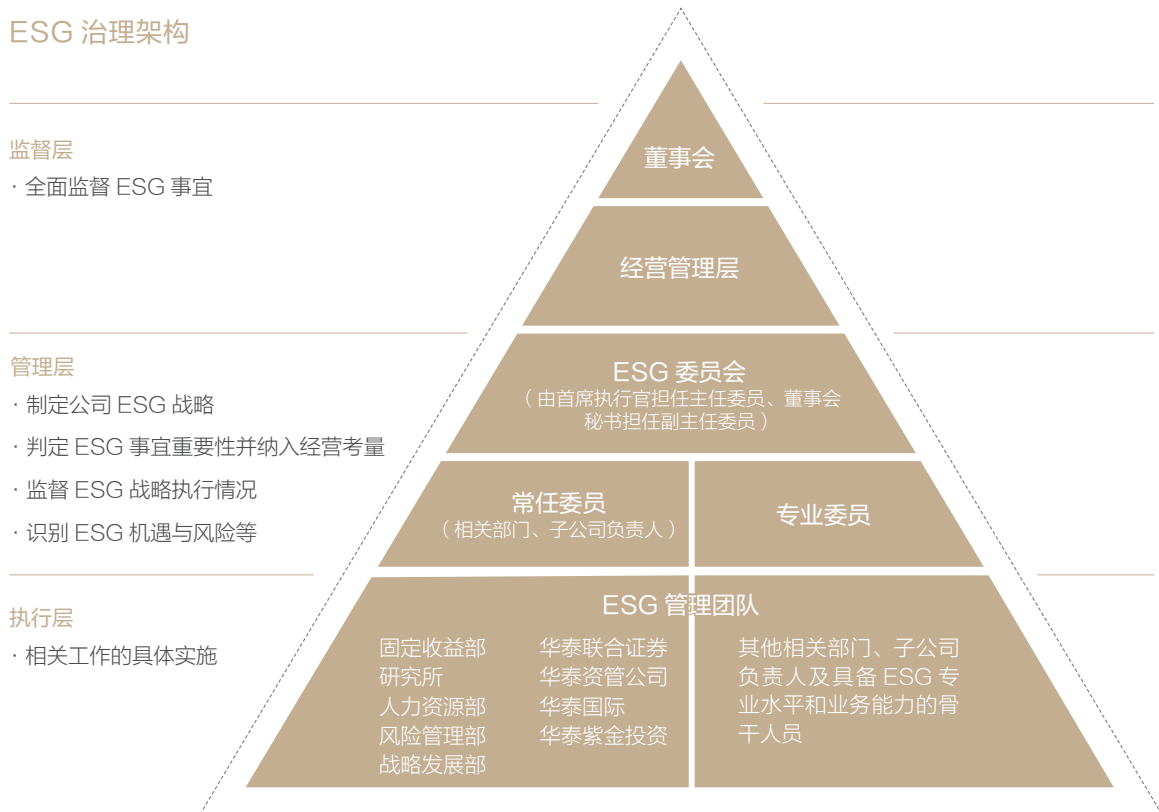 ESG 治理架构
监督层
· 全面监督 ESG 事宜
董事会
经营管理层
管理层
· 制定公司 ESG 战略
· 判定 ESG 事宜重要性并纳入经营考量
· 监督 ESG 战略执行情况
· 识别 ESG 机遇与风险等
ESG 委员会
（由首席执行官担任主任委员、董事会
秘书担任副主任委员）
常任委员
（相关部门、子公司负责人）
专业委员
执行层
· 相关工作的具体实施
ESG 管理团队
固定收益部
研究所
人力资源部
风险管理部
战略发展部
华泰联合证券
华泰资管公司
华泰国际
华泰紫金投资
其他相关部门、子公司
负责人及具备 ESG 专
业水平和业务能力的骨
干人员